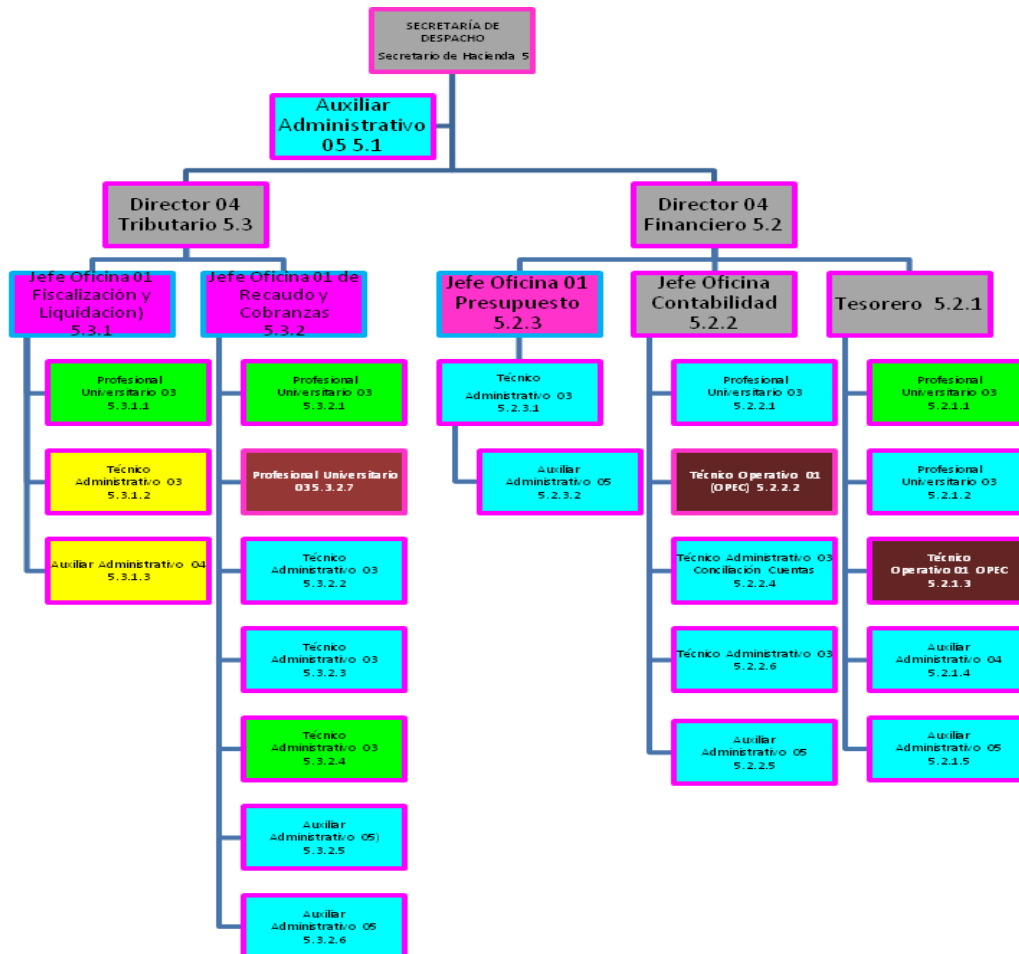 SECRETARÍA DE
DESPACHO
Secretario de Hacienda 5
Auxiliar
Administrativo
05 5.1
Director 04
Tributario 5.3
Director 04
Financiero 5.2
Jefe Oficina 01
Fiscalización y
Liquidacion)
5.3.1
Jefe Oficina 01 de
Recaudo y
Cobranzas
5.3.2
Jefe Oficina 01
Presupuesto
5.2.3
Jefe Oficina
Contabilidad
5.2.2
Tesorero 5.2.1
Profesional
Universitario 03
5.3.1.1
Técnico
Administrativo 03
5.3.1.2
Auxiliar Administrativo 04
5.3.1.3
Profesional
Universitario 03
5.3.2.1
Profesional Universitario
03 5.3.2.7
Técnico
Administrativo 03
5.3.2.2
Técnico
Administrativo 03
5.3.2.3
Técnico
Administrativo 03
5.3.2.4
Auxiliar
Administrativo 05)
5.3.2.5
Auxiliar
Administrativo 05
5.3.2.6
Técnico
Administrativo 03
5.2.3.1
Auxiliar
Administrativo 05
5.2.3.2
Profesional
Universitario 03
5.2.2.1
Técnico Operativo 01
(OPEC) 5.2.2.2
Técnico Administrativo 03
Conciliación Cuentas
5.2.2.4
Técnico Administrativo 03
5.2.2.6
Auxiliar
Administrativo 05
5.2.2.5
Profesional
Universitario 03
5.2.1.1
Profesional
Universitario 03
5.2.1.2
Técnico
Operativo 01 OPEC
5.2.1.3
Auxiliar
Administrativo 04
5.2.1.4
Auxiliar
Administrativo 05
5.2.1.5